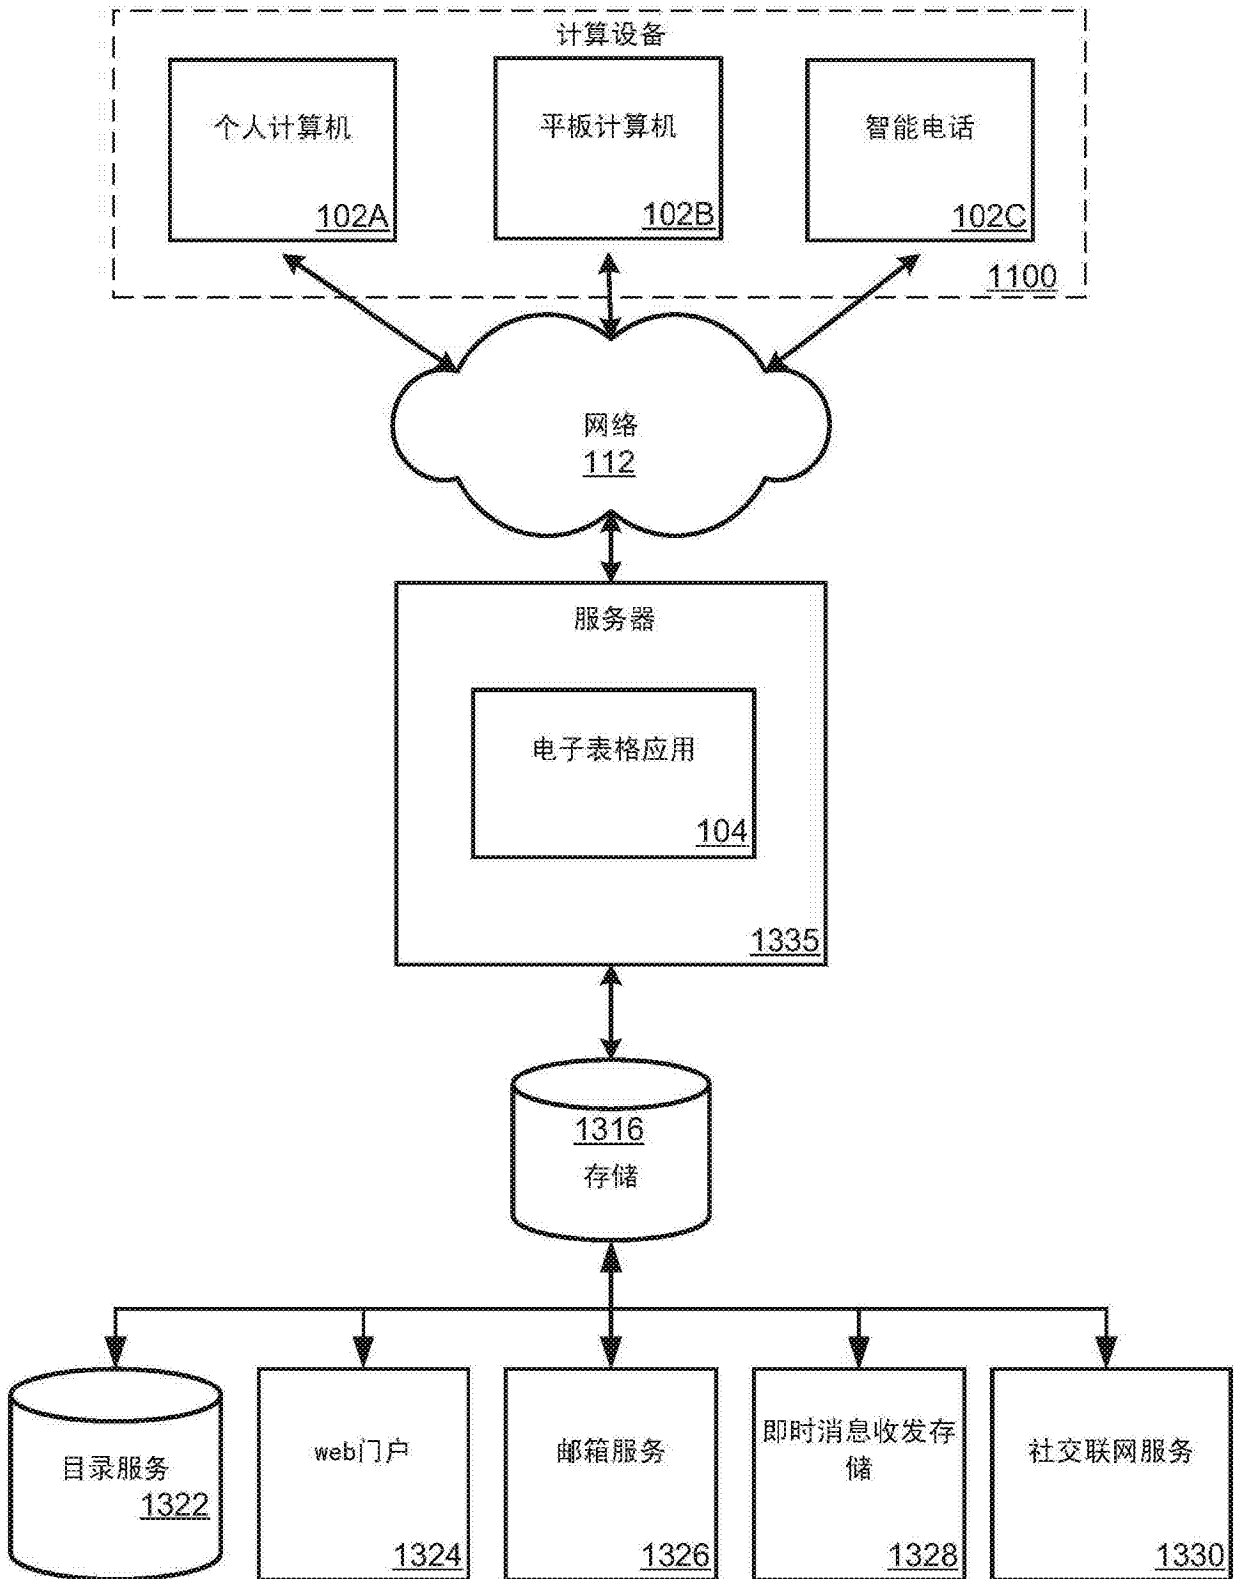 计算设备
个人计算机
102A
平板计算机
102B
智能电话
102C
1100
网络
112
服务器
电子表格应用
104
1335
1316
存储
目录服务
1322
web门户
1324
邮箱服务
1326
即时消息收发存
储
1328
社交联网服务
1330